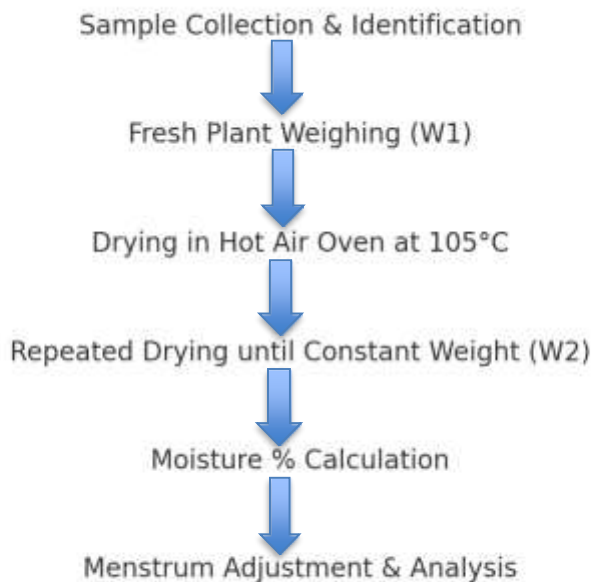 Sample Collection & Identification
Fresh Plant Weighing (W1)
Drying in Hot Air Oven at 105°C
Repeated Drying until Constant Weight (W2)
Moisture % Calculation
Menstrum Adjustment & Analysis